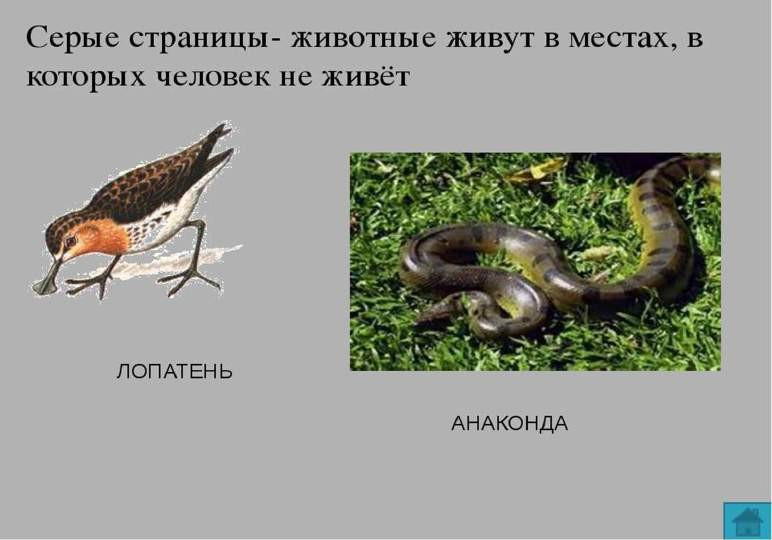 Серые страницы- животные живут в местах, в
которых человек не живёт
ЛОПАТЕНЬ
АНАКОНДА